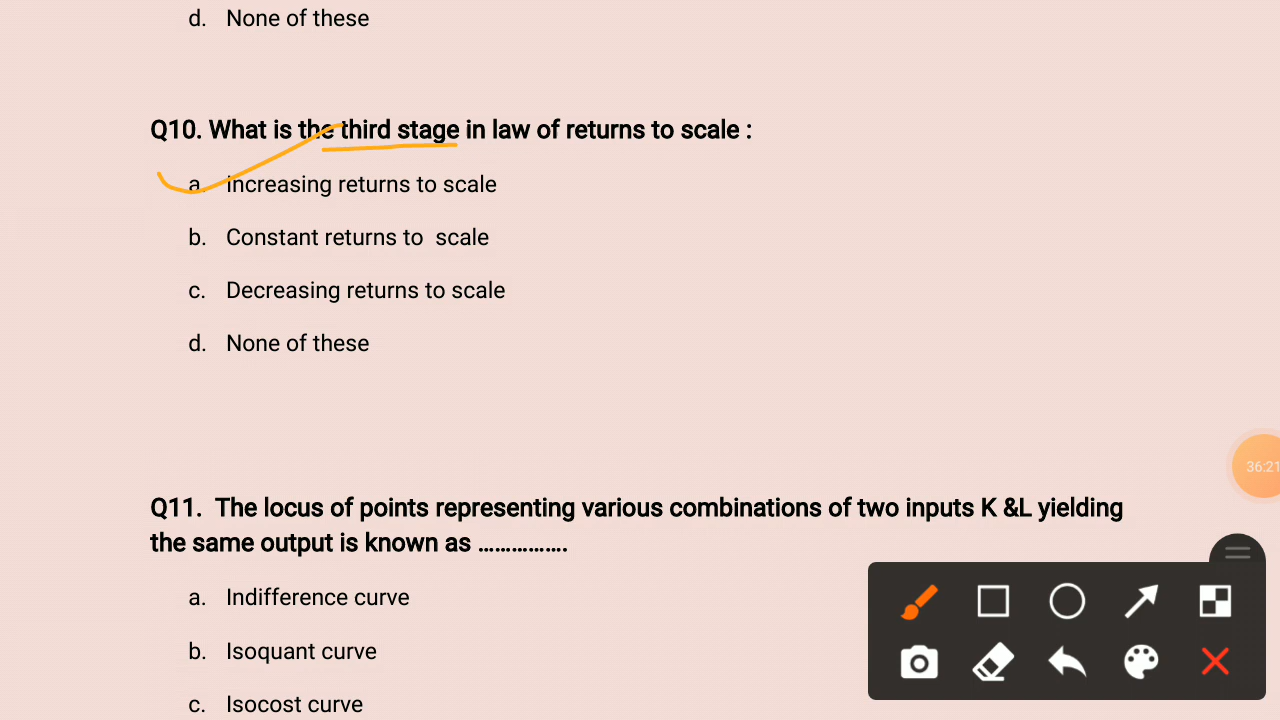 d. None of these
Q10. What is the third stage in law of returns to scale :
a. Increasing returns to scale
b. Constant returns to scale
c. Decreasing returns to scale
d. None of these
36:21
Q11. The locus of points representing various combinations of two inputs K &L yielding
the same output is known as ................
a. Indifference curve
b. Isoquant curve
c. Isocost curve